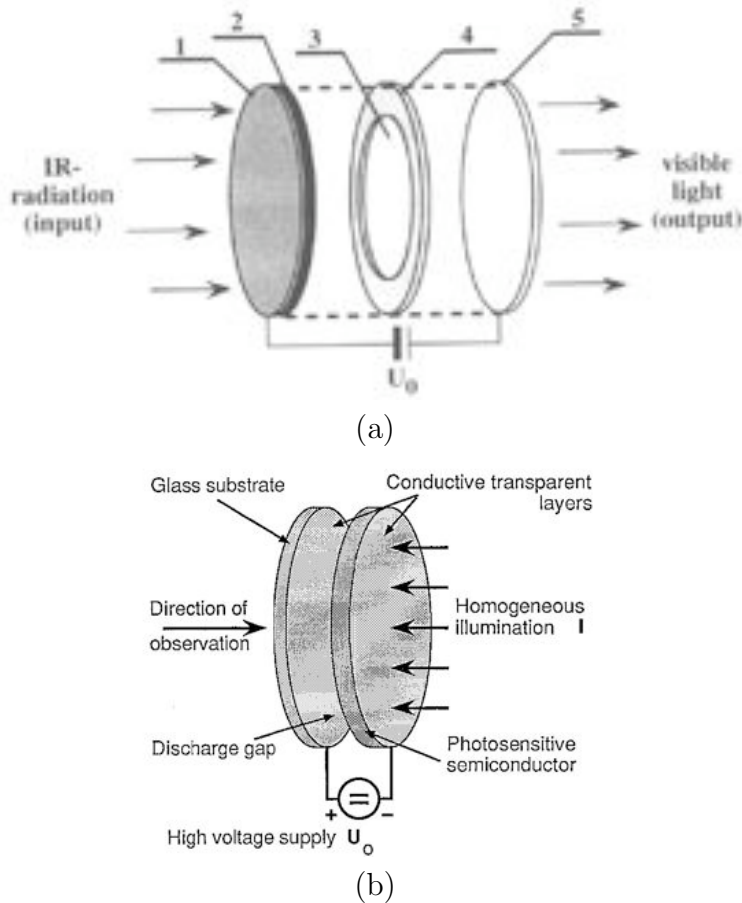 1
2
3
4
5
IR-
radiation
(input)
visible
light
(output)
U0
(a)
Glass substrate
Conductive transparent
layers
Direction of
observation
Homogeneous
illumination I
Discharge gap
Photosensitive
semiconductor
+ = −
High voltage supply Uo
(b)